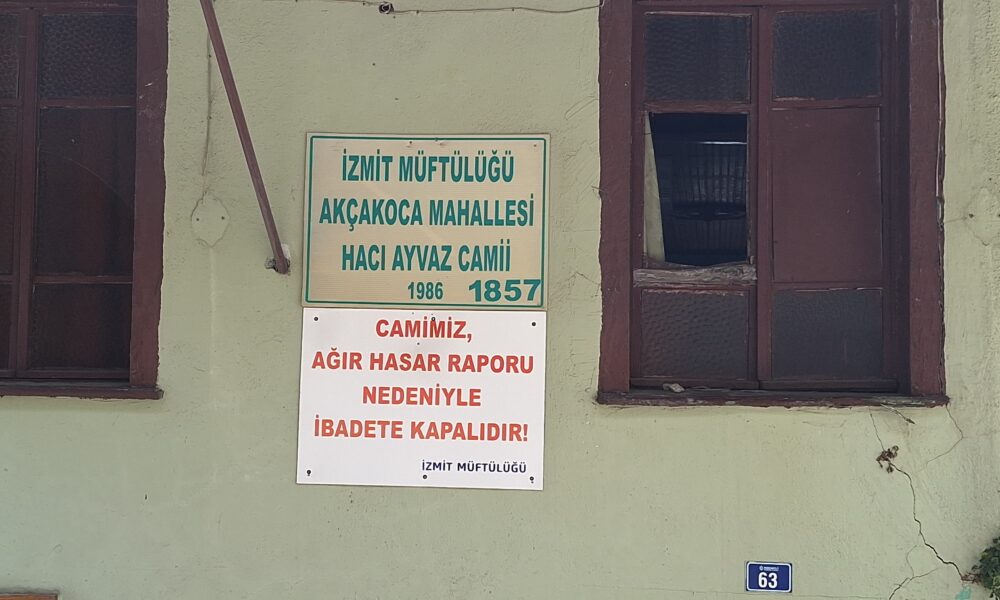 İZMİT MÜFTÜLÜĞÜ
AKÇAKOCA MAHALLESİ
HACI AYVAZ CAMİİ
1986 1857
CAMİMİZ,
AĞIR HASAR RAPORU
NEDENİYLE
İBADETE KAPALIDIR!
İZMİT MÜFTÜLÜĞÜ
63